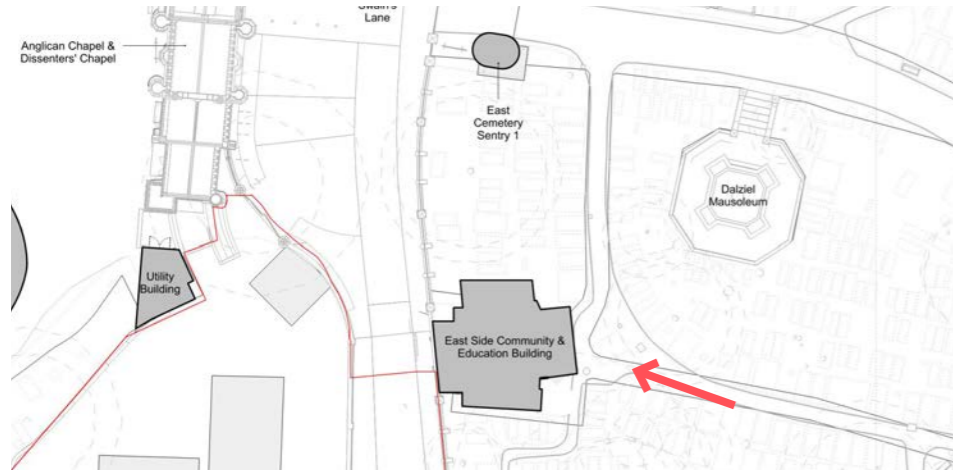 Swain's
Lane
Anglican Chapel &
Dissenters' Chapel
East
Cemetery
Sentry 1
Dalziel
Mausoleum
Utility
Building
East Side Community &
Education Building